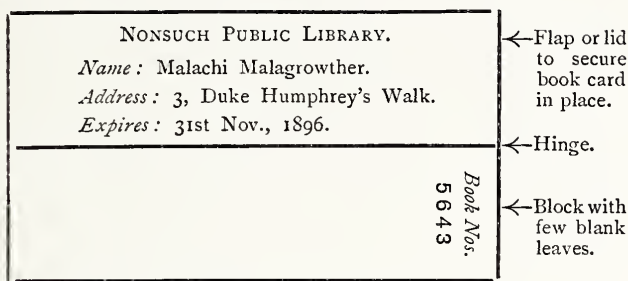 NONSUCH PUBLIC LIBRARY.
Name: Malachi Malagrowther.
Address: 3, Duke Humphrey's Walk.
Expires: 31st Nov., 1896.
Book Nos.
5643
Flap or lid
to secure
book card
in place.
Hinge.
Block with
few blank
leaves.